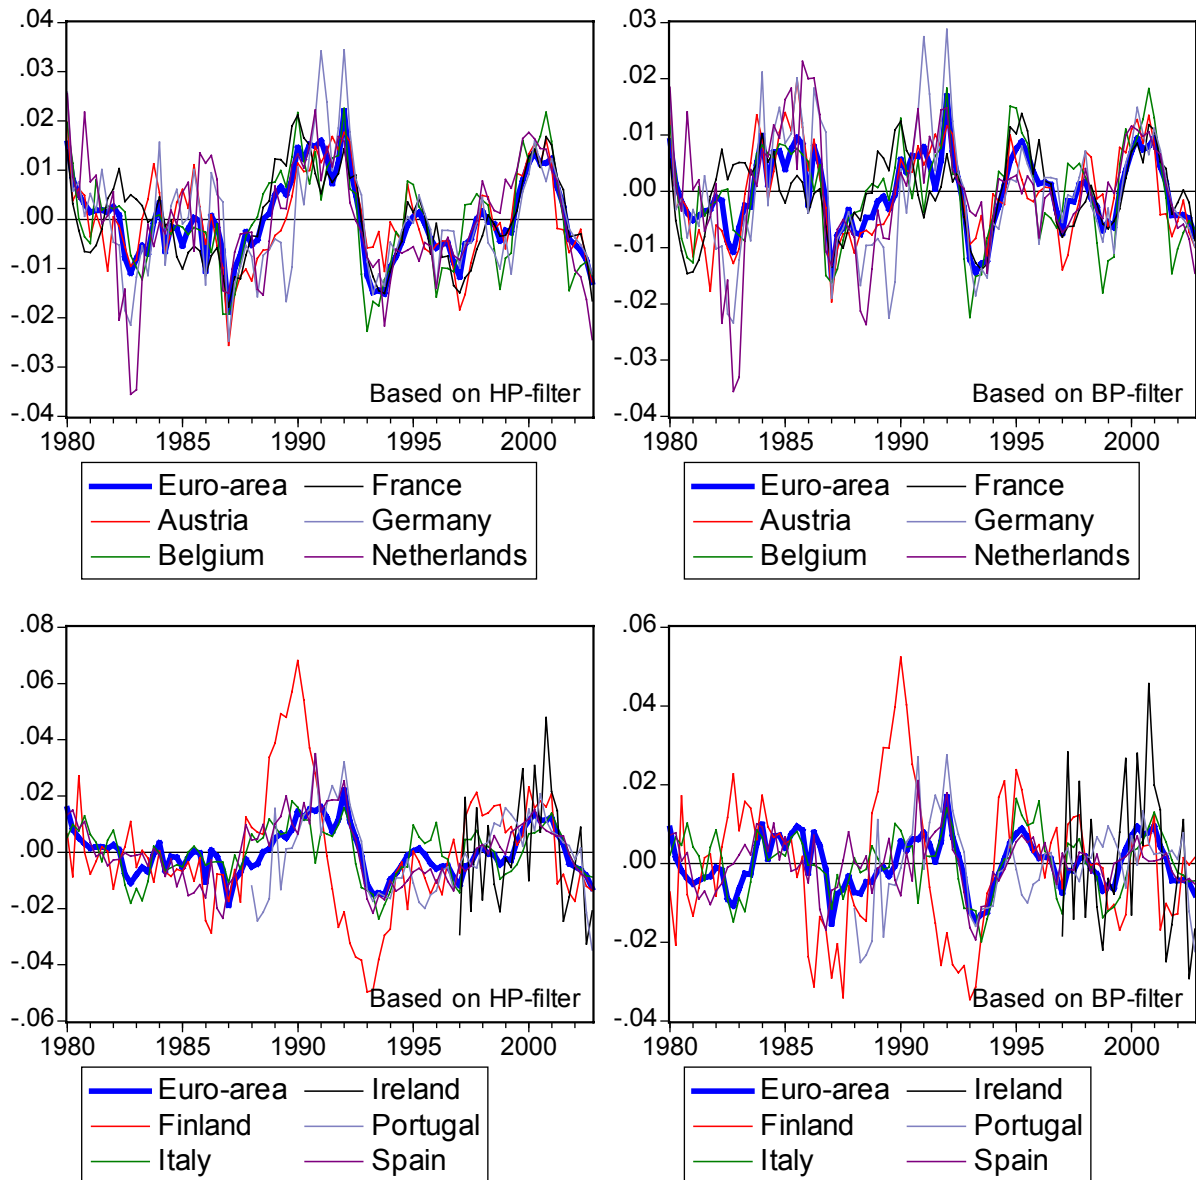 .04
.03
.02
.01
.00
-.01
-.02
-.03
-.04
Based on HP-filter
1980 1985 1990 1995 2000
Euro-area France
Austria Germany
Belgium Netherlands
.03
.02
.01
.00
-.01
-.02
-.03
-.04
Based on BP-filter
1980 1985 1990 1995 2000
Euro-area France
Austria Germany
Belgium Netherlands
.08
.06
.04
.02
.00
-.02
-.04
-.06
Based on HP-filter
1980 1985 1990 1995 2000
Euro-area Ireland
Finland Portugal
Italy Spain
.06
.04
.02
.00
-.02
-.04
Based on BP-filter
1980 1985 1990 1995 2000
Euro-area Ireland
Finland Portugal
Italy Spain